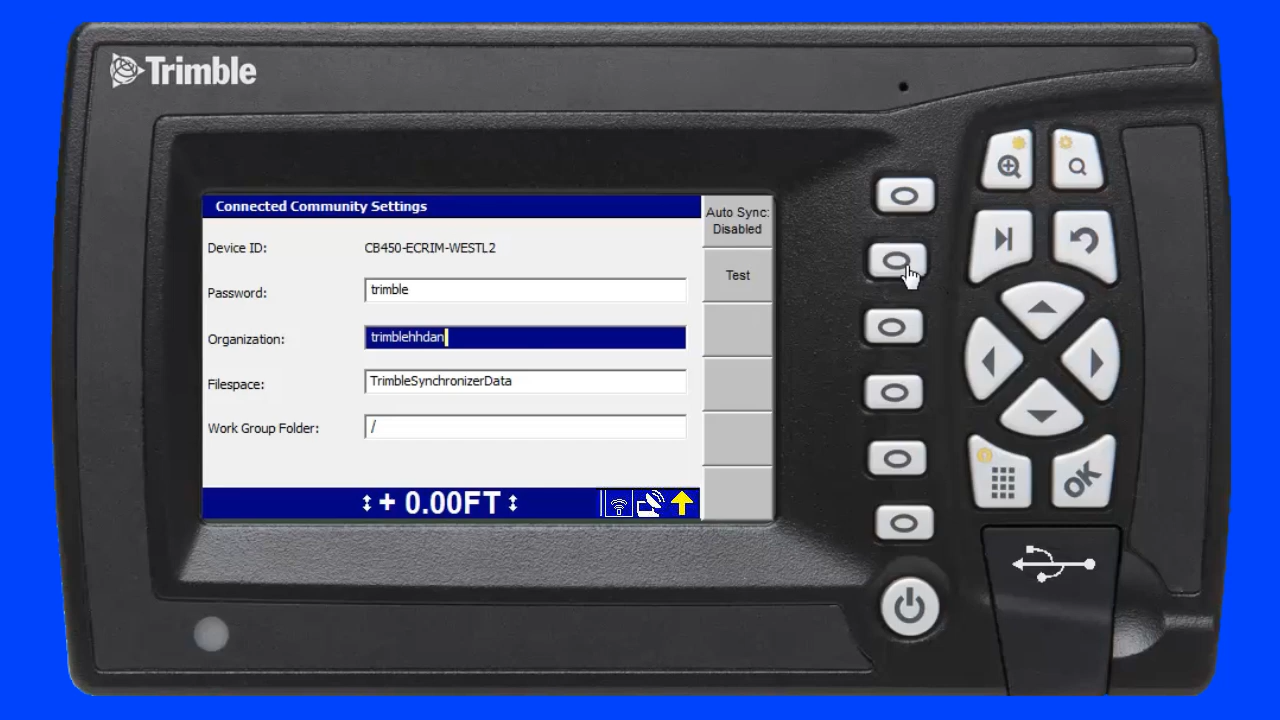 Trimble
Connected Community Settings
Auto Sync:
Disabled
Device ID: CB450-ECRIM-WESTL2
Test
Password: trimble
Organization: trimblehhdan
Filespace: TrimbleSynchronizerData
Work Group Folder: /
+ 0.00FT
OK